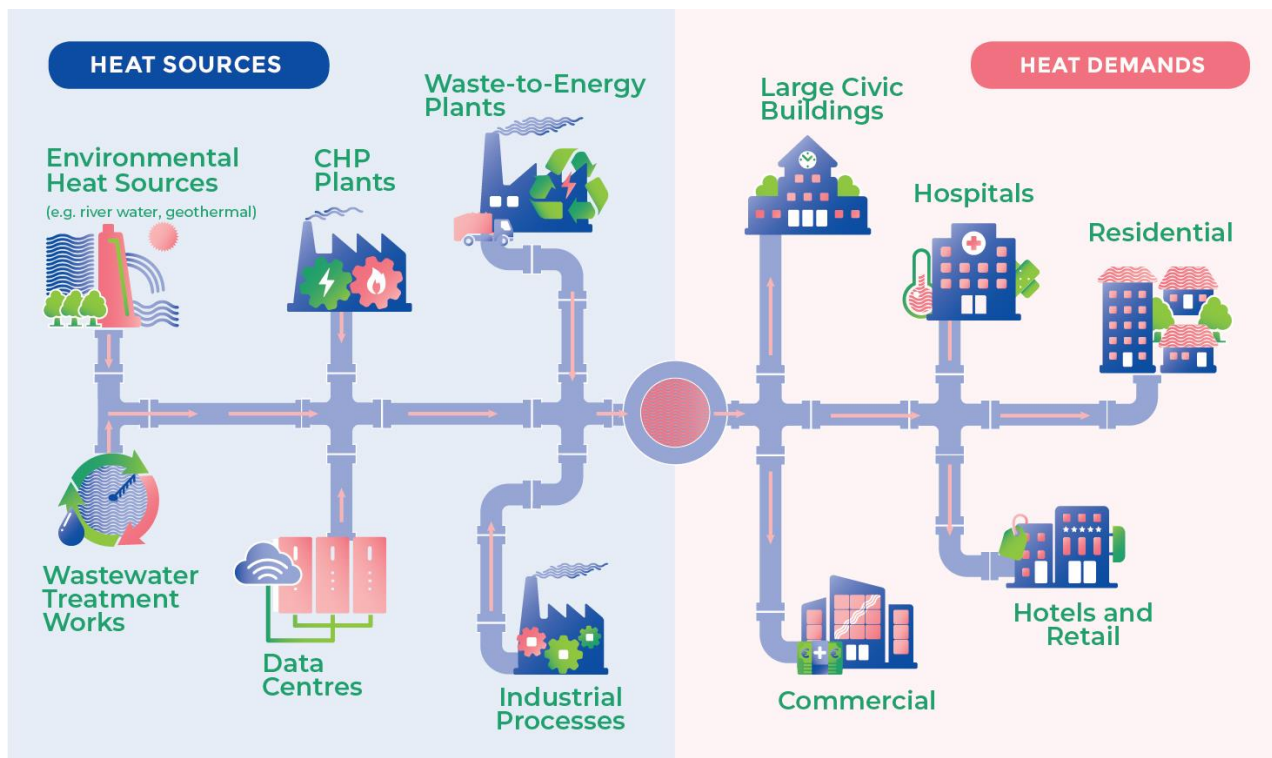 HEAT SOURCES
HEAT DEMANDS
Waste-to-Energy
Plants
Large Civic
Buildings
Environmental
Heat Sources
(e.g. river water, geothermal)
CHP
Plants
Hospitals
Residential
Wastewater
Treatment
Works
Data
Centres
Industrial
Processes
Commercial
Hotels and
Retail